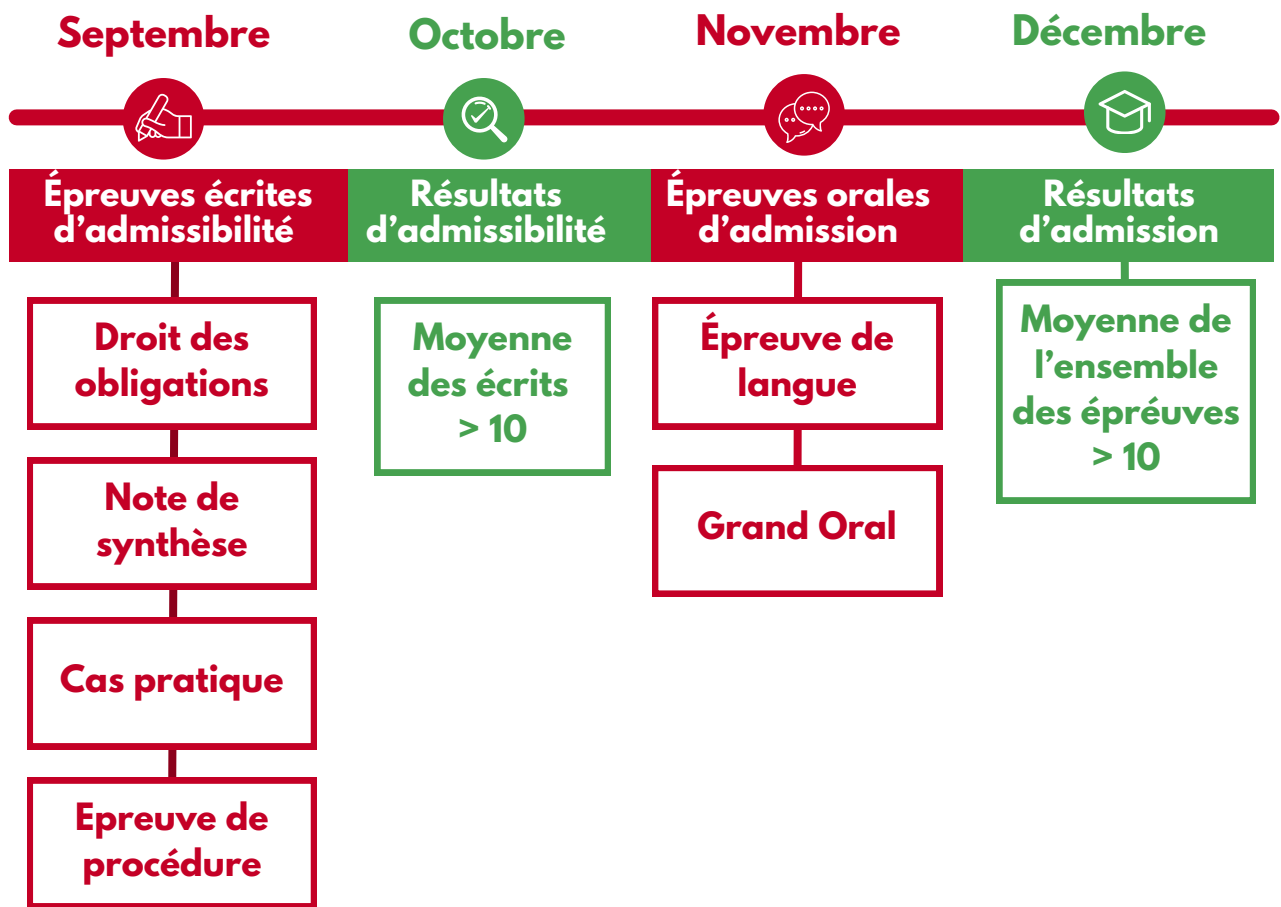 Septembre
Octobre
Novembre
Décembre
Épreuves écrites
d'admissibilité
Résultats
d'admissibilité
Épreuves orales
d'admission
Résultats
d'admission
Droit des
obligations
Note de
synthèse
Cas pratique
Epreuve de
procédure
Moyenne
des écrits
> 10
Épreuve de
langue
Grand Oral
Moyenne de
l'ensemble
des épréuves
> 10